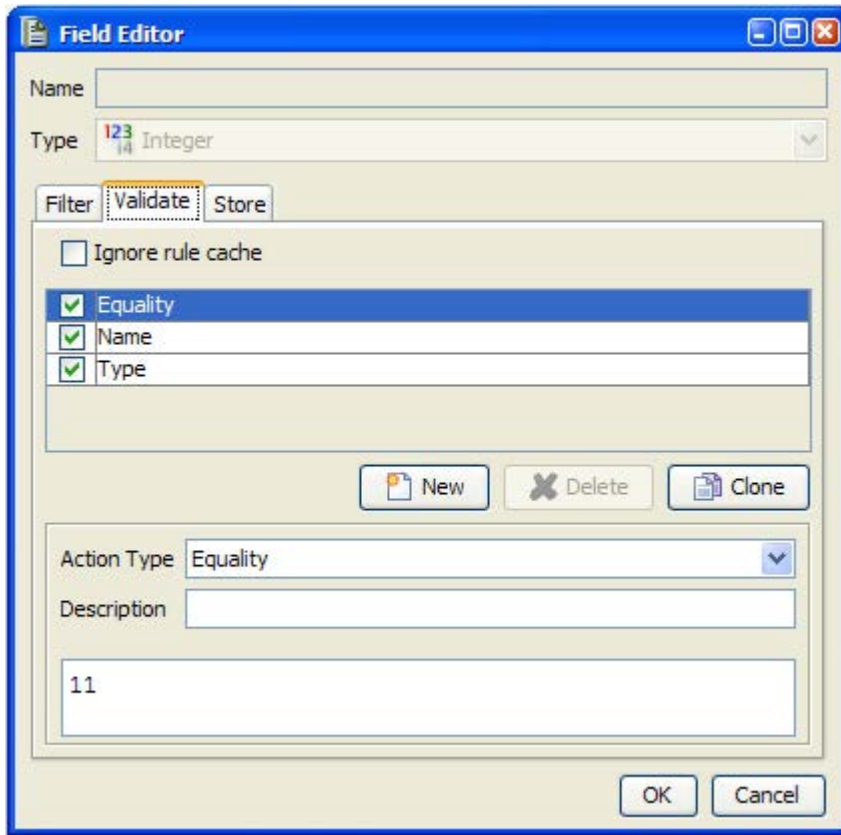 Field Editor
Name
Type 123 i4 Integer
Filter Validate Store
Ignore rule cache
Equality
Name
Type
New Delete Clone
Action Type Equality
Description
11
OK Cancel